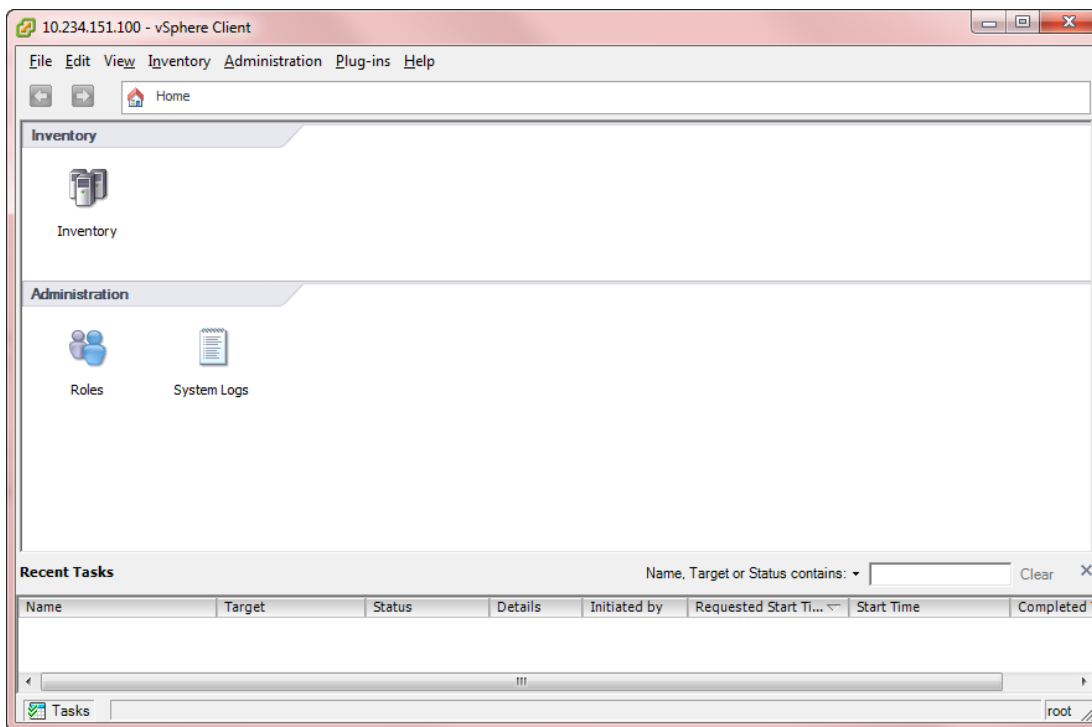 10.234.151.100 - vSphere Client
File Edit View Inventory Administration Plug-ins Help
Home
Inventory
Inventory
Administration
Roles System Logs
Recent Tasks Name, Target or Status contains: Clear
Name Target Status Details Initiated by Requested Start Ti... Start Time Completed
Tasks root